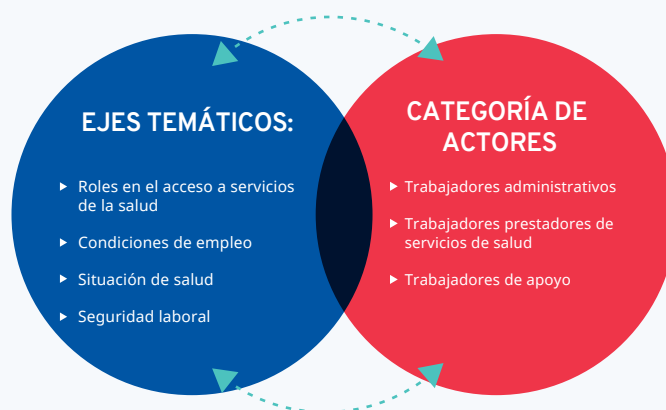 EJES TEMÁTICOS:
Roles en el acceso a servicios
de la salud
Condiciones de empleo
Situación de salud
Seguridad laboral
CATEGORÍA DE
ACTORES
Trabajadores administrativos
Trabajadores prestadores de
servicios de salud
Trabajadores de apoyo